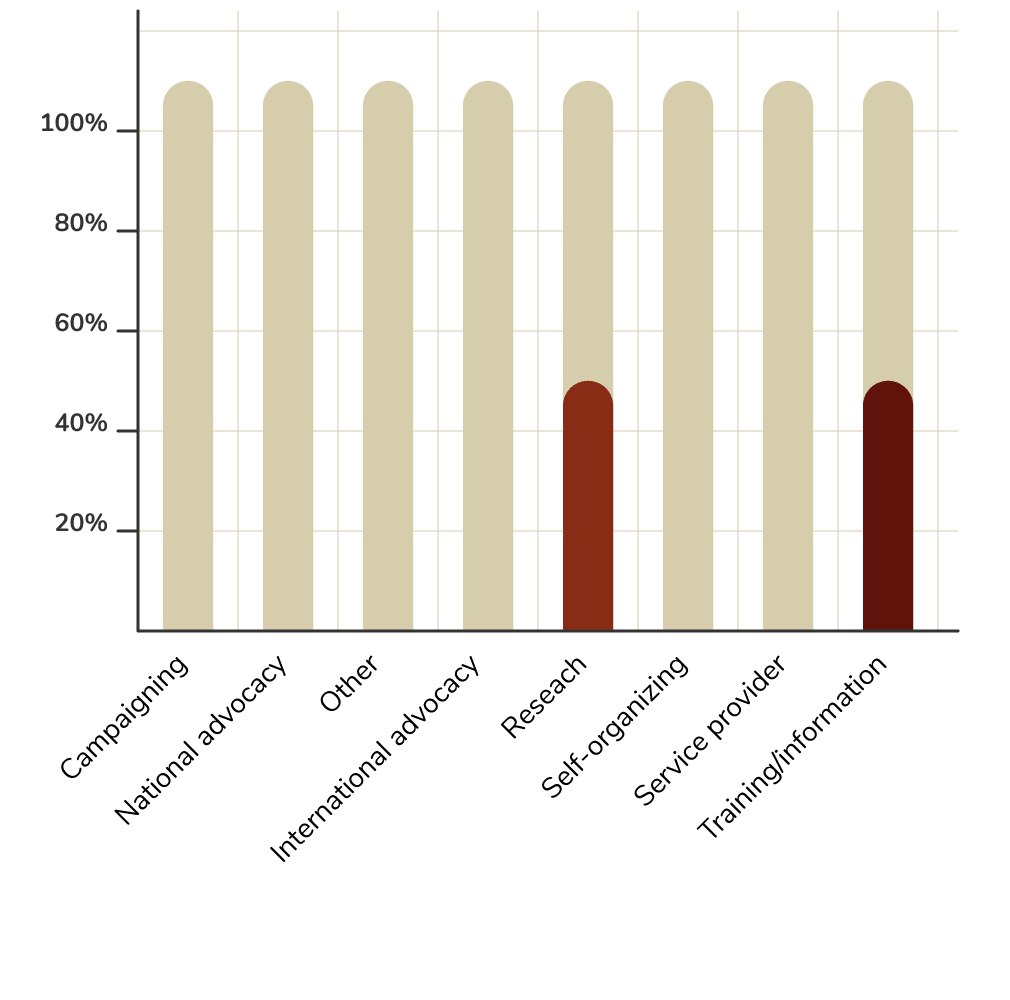 100%
80%
60%
40%
20%
Campaigning
National advocacy
Other
International advocacy
Reseach
Self-organizing
Service provider
Training/information